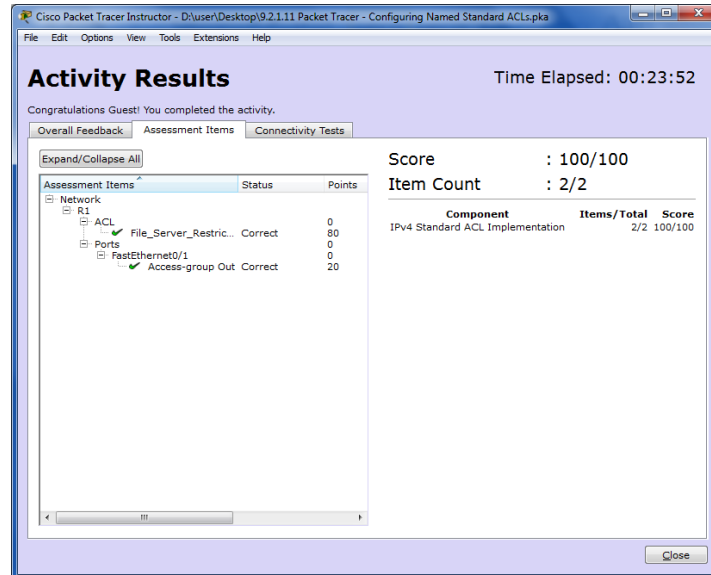 Cisco Packet Tracer Instructor - D:\user\Desktop\9.2.1.11 Packet Tracer - Configuring Named Standard ACLs.pka
File Edit Options View Tools Extensions Help
Activity Results
Time Elapsed: 00:23:52
Congratulations Guest! You completed the activity.
Overall Feedback Assessment Items Connectivity Tests
Expand/Collapse All
Score : 100/100
Item Count : 2/2
Assessment Items Status Points
Network
R1
ACL 0
File_Server_Restric... Correct 80
Ports 0
FastEthernet0/1 0
Access-group Out Correct 20
Component Items/Total Score
IPv4 Standard ACL Implementation 2/2 100/100
Close